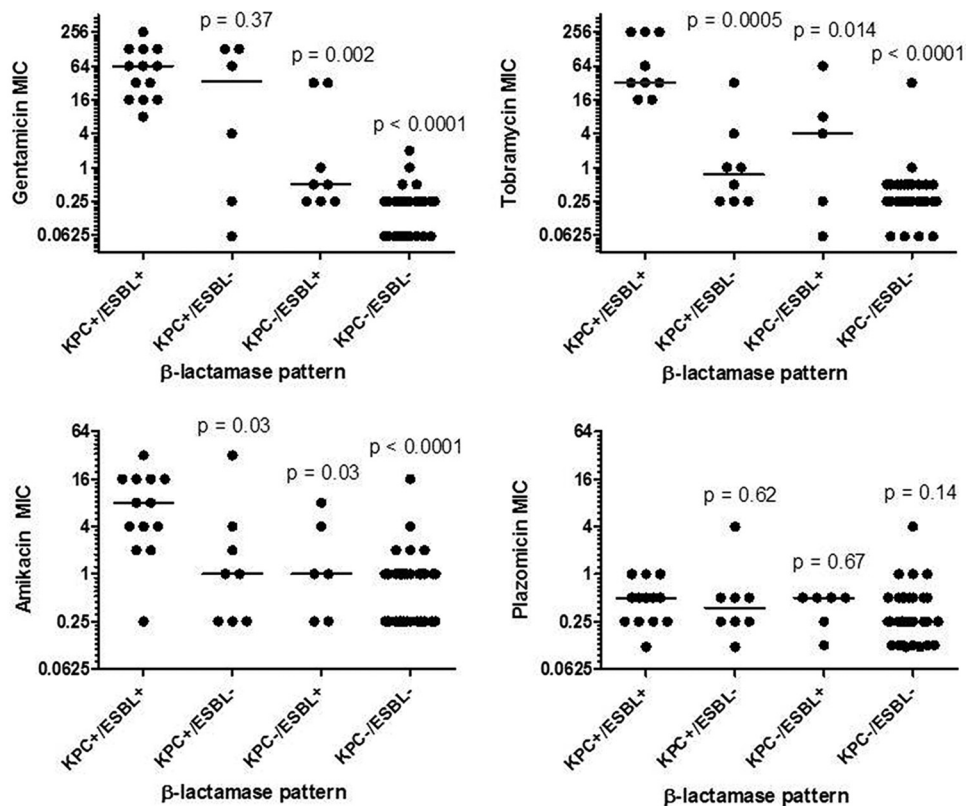 Gentamicin MIC
256
64
16
4
1
0.25
0.0625
p = 0.37
p = 0.002
p < 0.0001
KPC+/ESBL+
KPC+/ESBL-
KPC-/ESBL+
KPC-/ESBL-
β-lactamase pattern
Tobramycin MIC
256
64
16
4
1
0.25
0.0625
p = 0.0005
p = 0.014
p < 0.0001
KPC+/ESBL+
KPC+/ESBL-
KPC-/ESBL+
KPC-/ESBL-
β-lactamase pattern
Amikacin MIC
64
16
4
1
0.25
0.0625
p = 0.03
p = 0.03
p < 0.0001
KPC+/ESBL+
KPC+/ESBL-
KPC-/ESBL+
KPC-/ESBL-
β-lactamase pattern
Plazomicin MIC
64
16
4
1
0.25
0.0625
p = 0.62
p = 0.67
p = 0.14
KPC+/ESBL+
KPC+/ESBL-
KPC-/ESBL+
KPC-/ESBL-
β-lactamase pattern